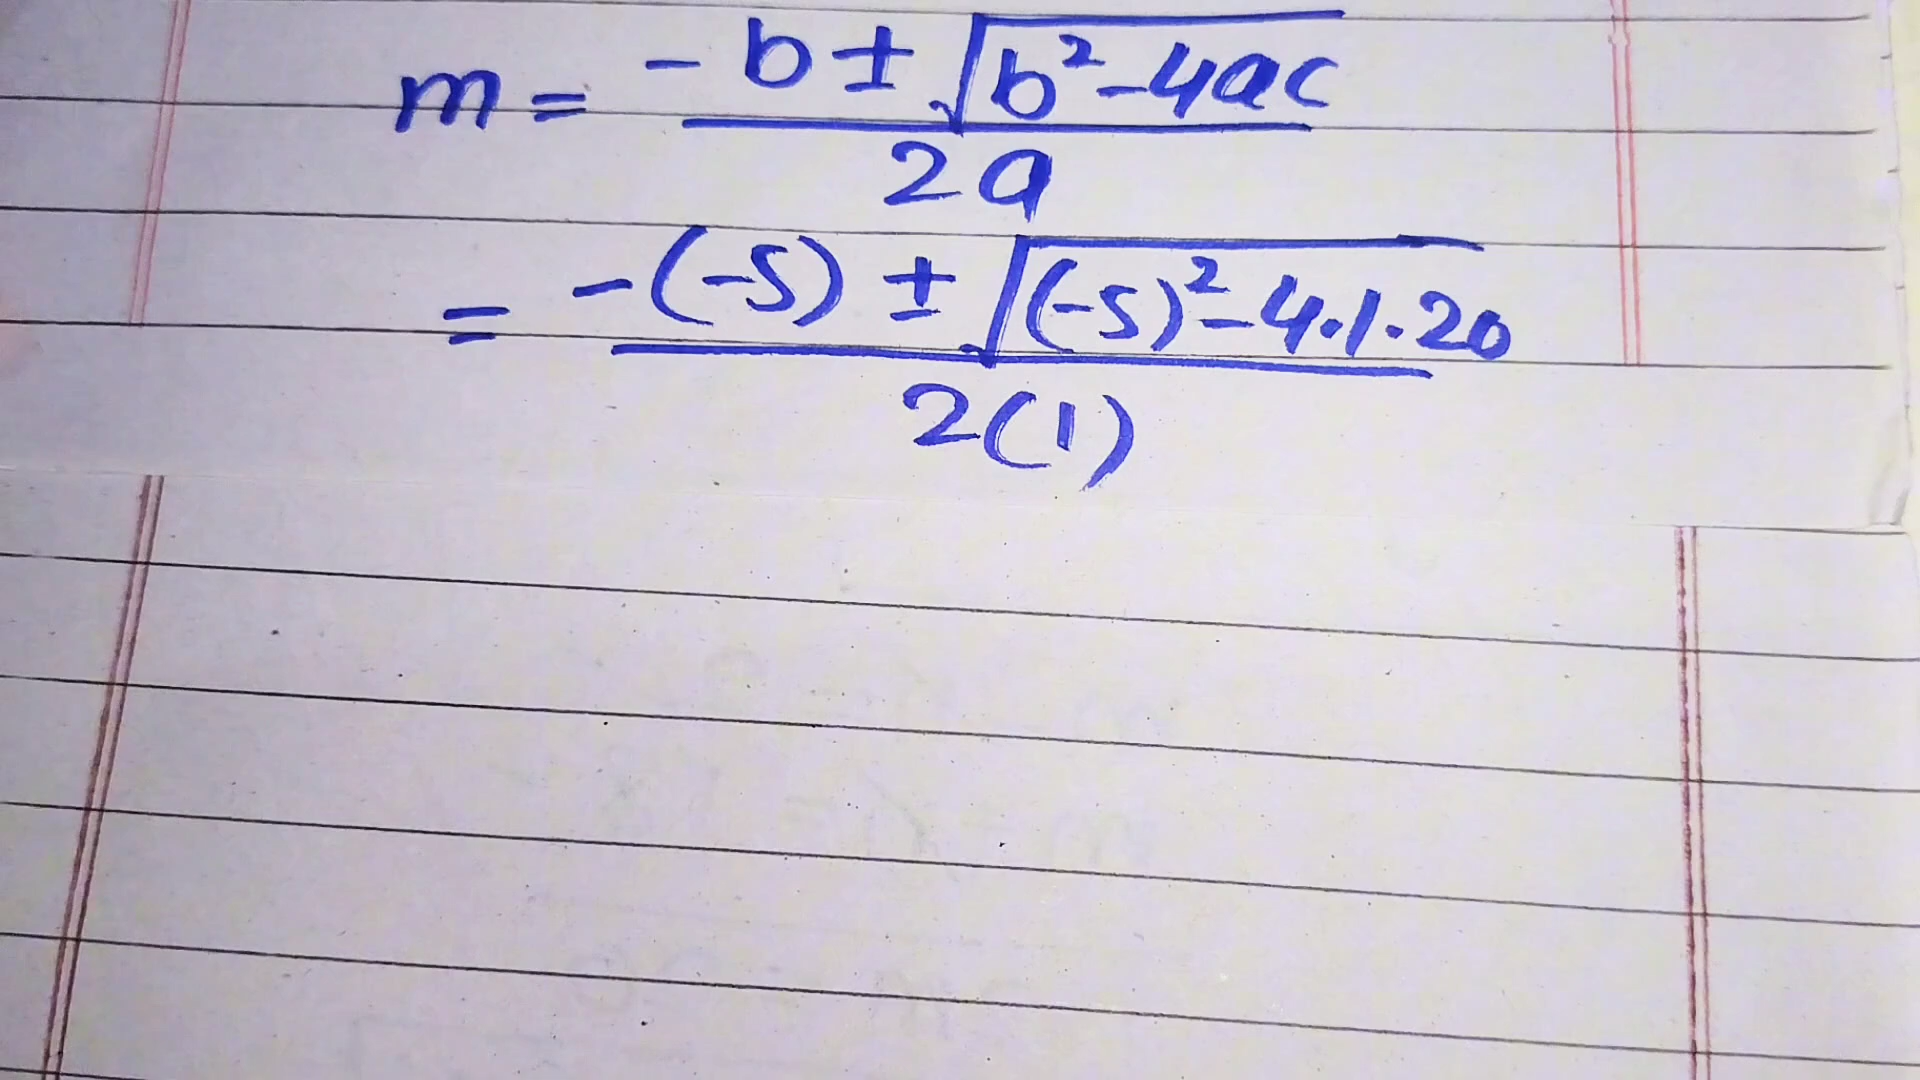 m = -b ± √b² - 4ac / 2a
= -(-5) ± √(-5)² - 4.1.20 / 2(1)